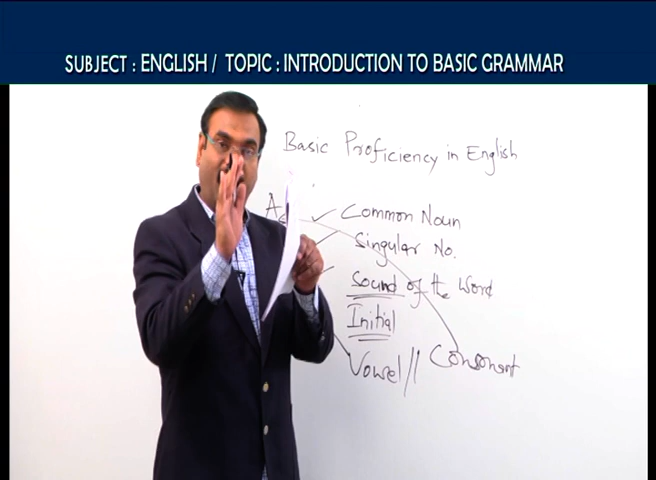 SUBJECT : ENGLISH / TOPIC : INTRODUCTION TO BASIC GRAMMAR
Basic Proficiency in English
Common Noun
Singular No.
Sound of the Word
Initial
Vowel // Consonant